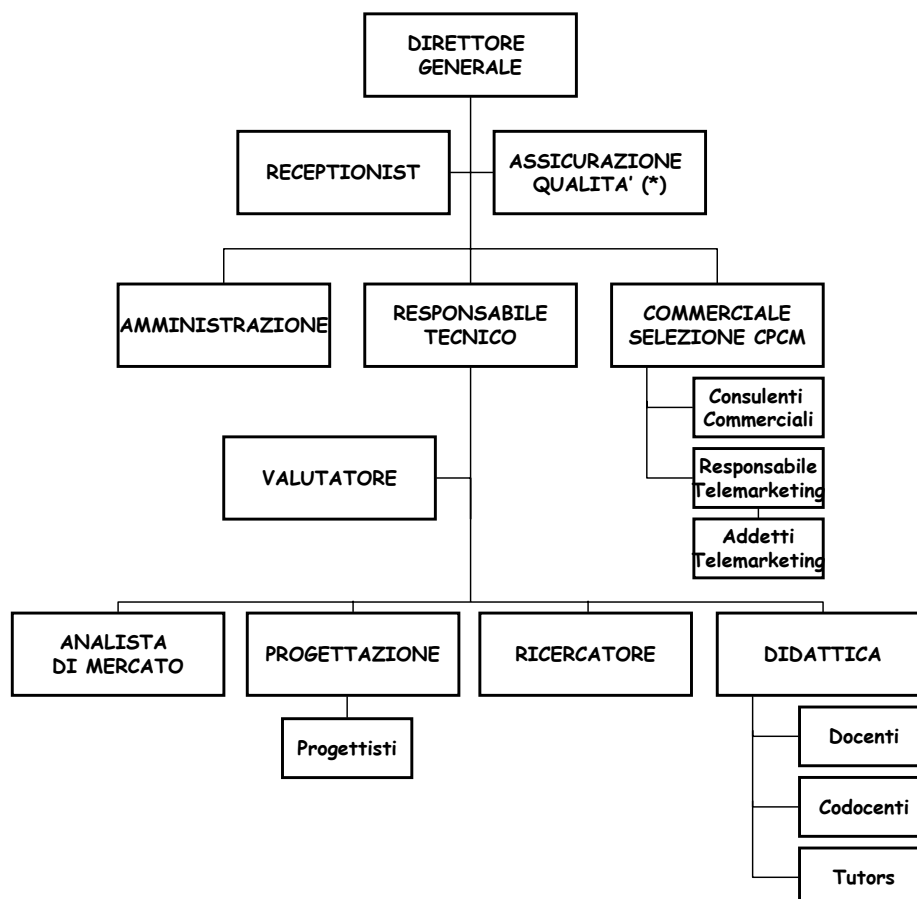 DIRETTORE
GENERALE
RECEPTIONIST
ASSICURAZIONE
QUALITA' (*)
AMMINISTRAZIONE
RESPONSABILE
TECNICO
COMMERCIALE
SELEZIONE CPCM
Consulenti
Commerciali
VALUTATORE
Responsabile
Telemarketing
Addetti
Telemarketing
ANALISTA
DI MERCATO
PROGETTAZIONE
RICERCATORE
DIDATTICA
Progettisti
Docenti
Codocenti
Tutors